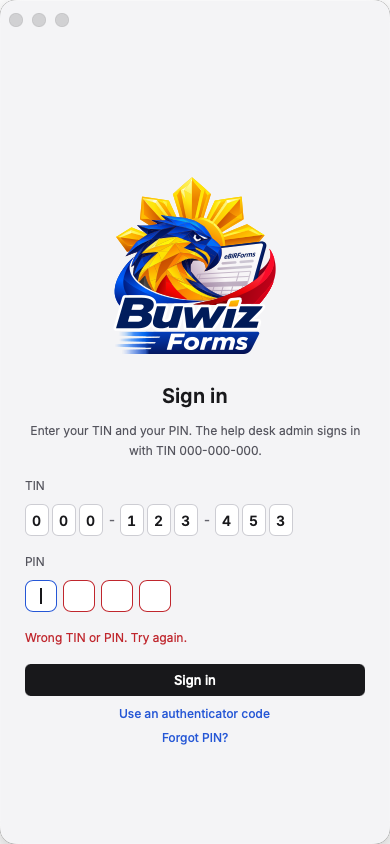 eBIRForms
Buwiz
Forms
Sign in
Enter your TIN and your PIN. The help desk admin signs in
with TIN 000-000-000.
TIN
0 0 0 - 1 2 3 - 4 5 3
PIN
Wrong TIN or PIN. Try again.
Sign in
Use an authenticator code
Forgot PIN?